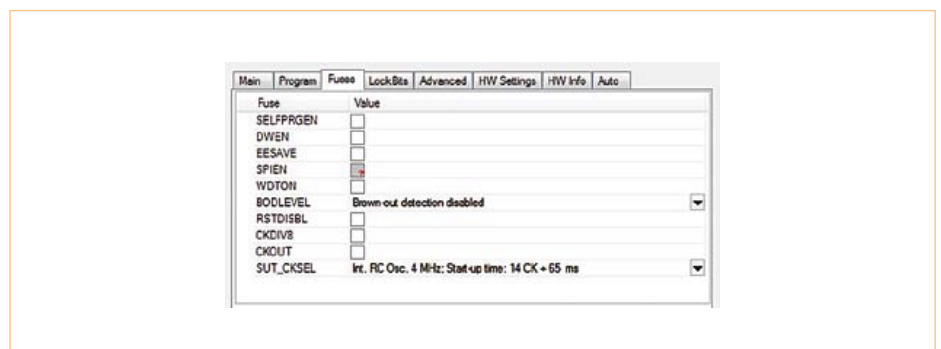 Main Program Fuses LockBits Advanced HW Settings HW Info Auto
Fuse Value
SELFPRGEN
DWEN
EESAVE
SPIEN
WDTON
BODLEVEL Brown-out detection disabled
RSTDISBL
CKDIV8
CKOUT
SUT_CKSEL Int. RC Osc. 4 MHz; Start-up time: 14 CK + 65 ms